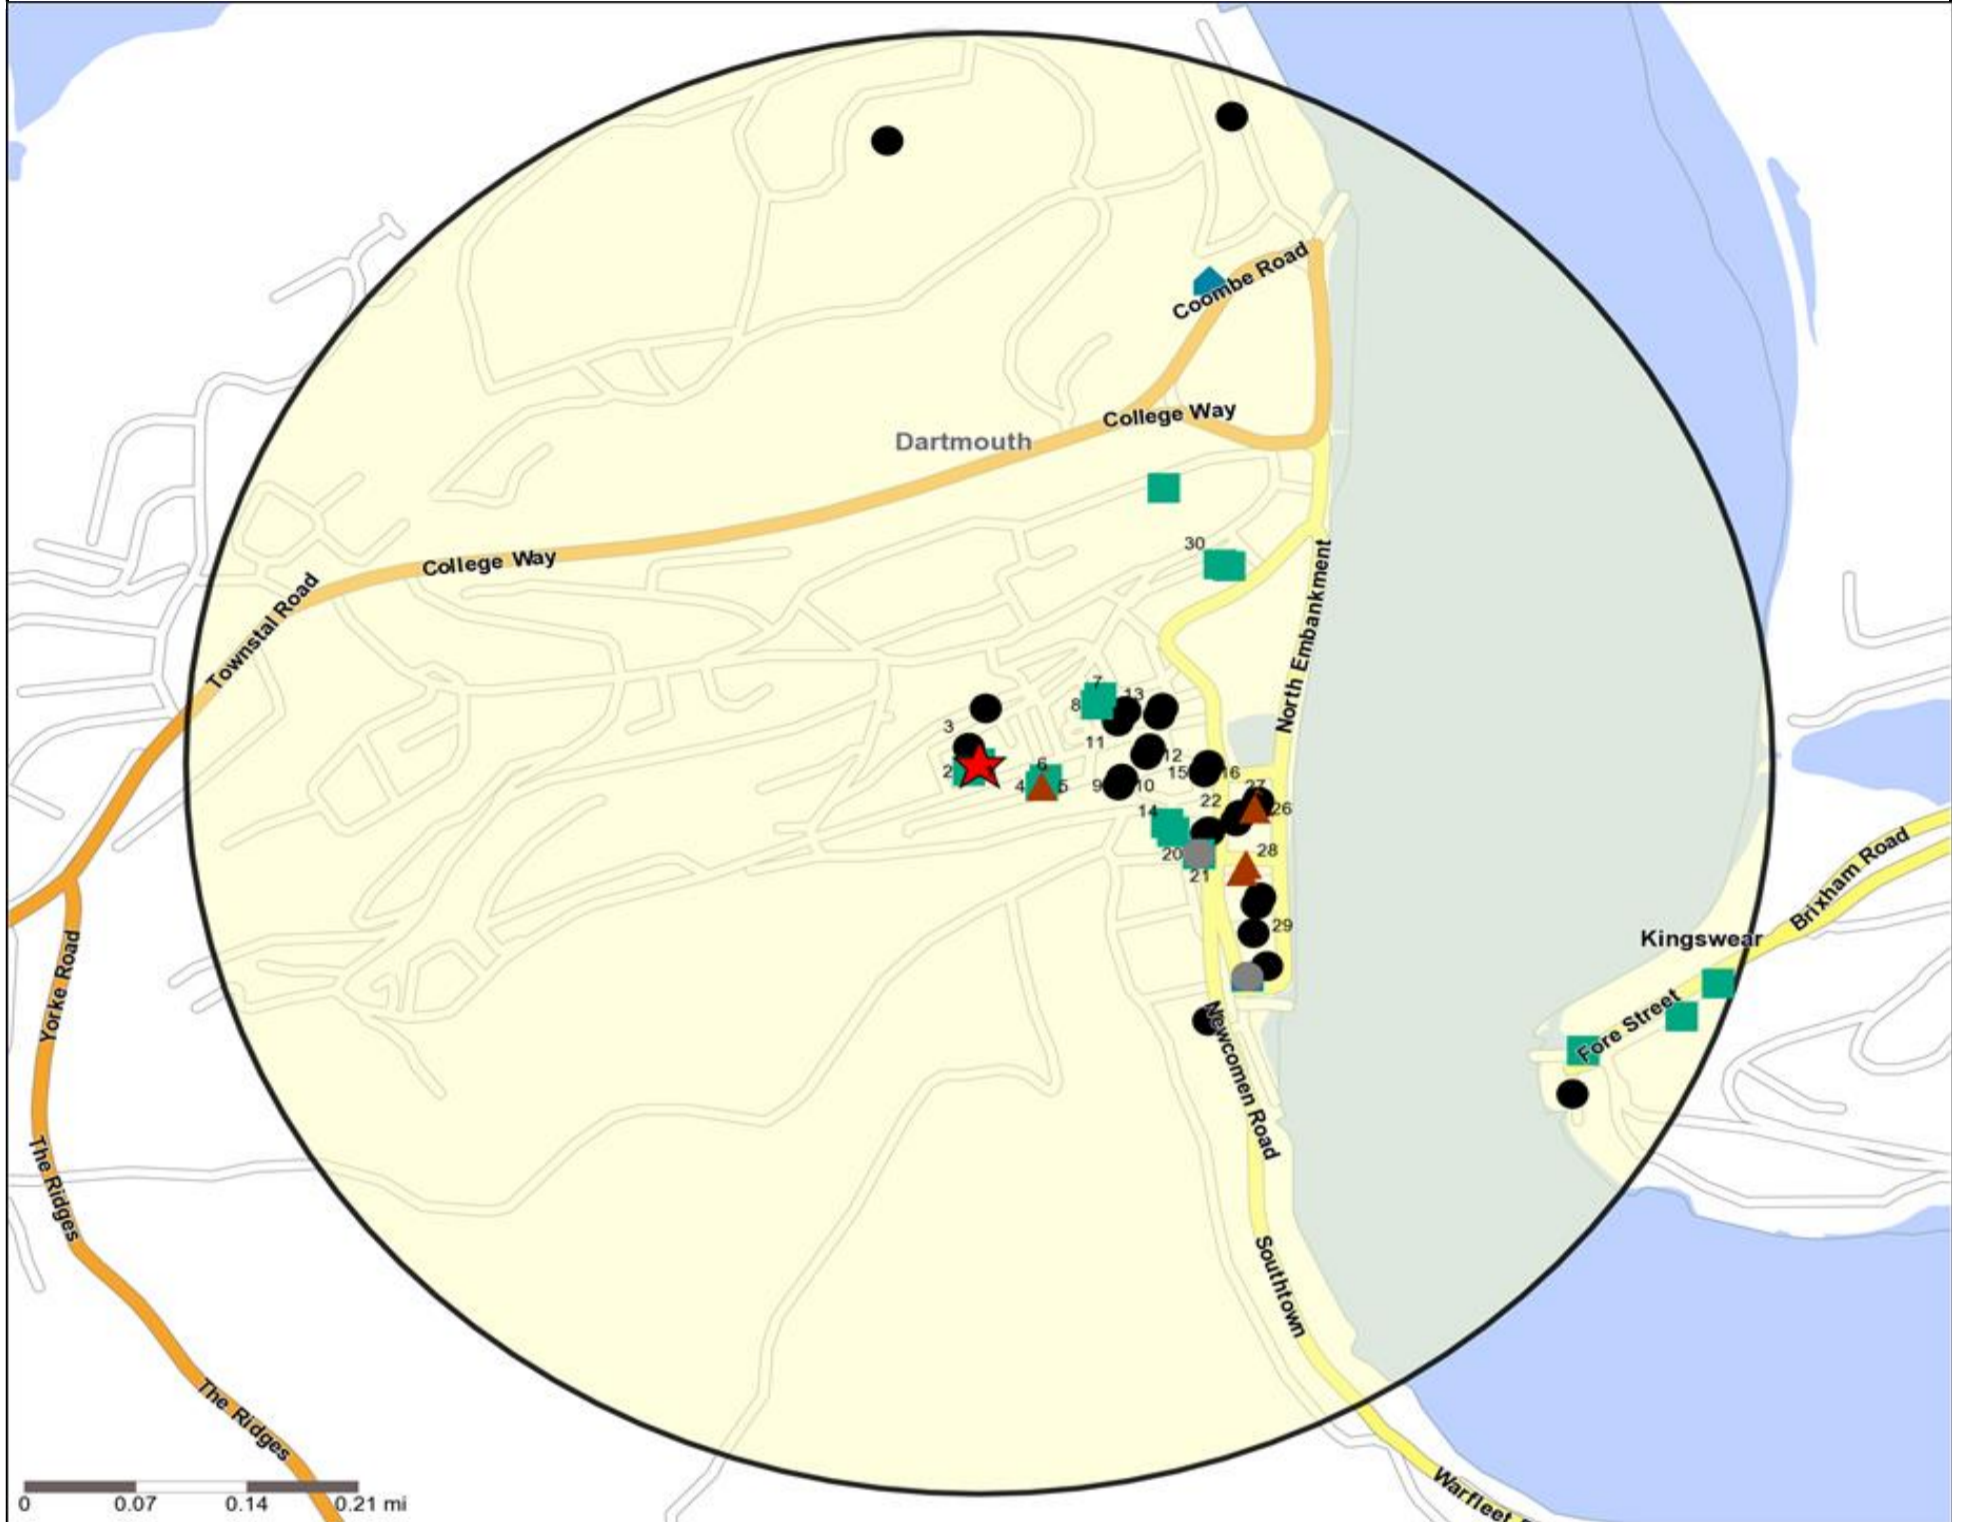 Coombe Road
College Way
Dartmouth
30
College Way
North Embankment
Townstal Road
7
13
8
3
11
12
6
2
15
16
4
5
9
10
27
22
26
14
28
20
21
29
Brixham Road
Kingswear
Yorke Road
Fore Street
Newcomen Road
The Ridges
Southtown
The Ridges
Warfleet
0 0.07 0.14 0.21 mi